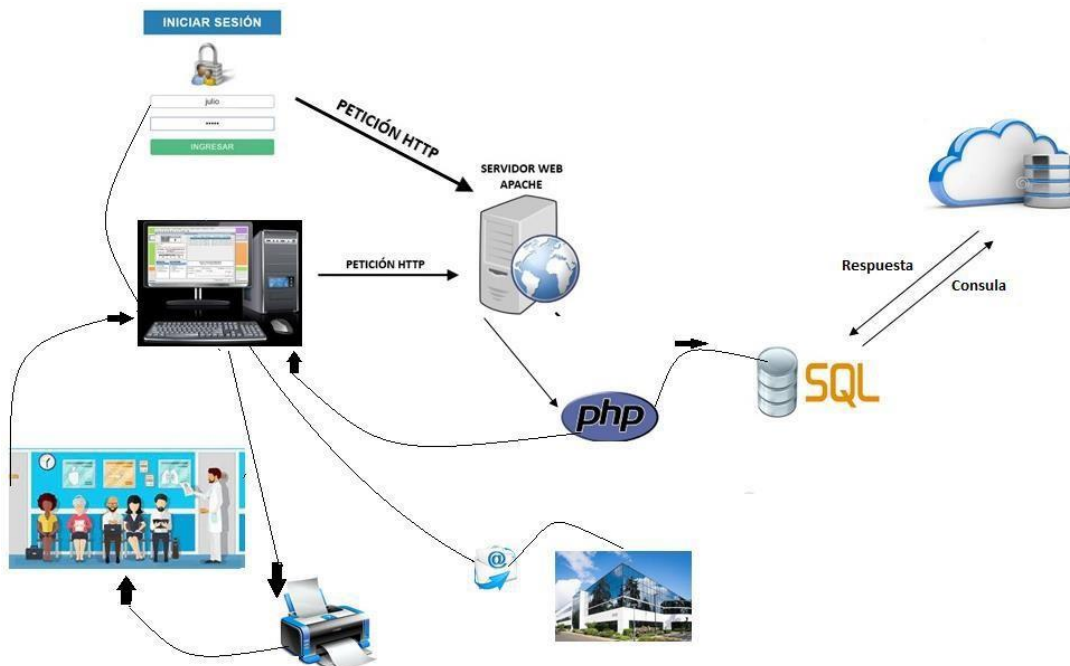 INICIAR SESIÓN
julio
•••••
INGRESAR
PETICIÓN HTTP
SERVIDOR WEB
APACHE
PETICIÓN HTTP
Respuesta
Consula
php
SQL
@